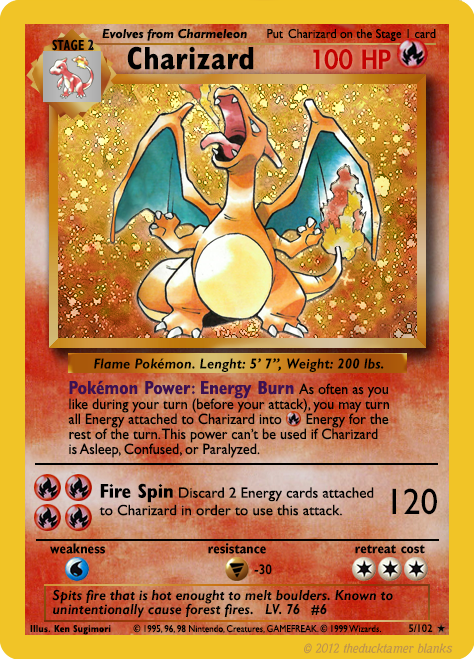 Evolves from Charmeleon Put Charizard on the Stage 1 card
STAGE 2
Charizard 100 HP
Flame Pokémon. Lenght: 5' 7”, Weight: 200 lbs.
Pokémon Power: Energy Burn As often as you
like during your turn (before your attack), you may turn
all Energy attached to Charizard into Energy for the
rest of the turn. This power can't be used if Charizard
is Asleep, Confused, or Paralyzed.
Fire Spin Discard 2 Energy cards attached
to Charizard in order to use this attack.
120
weakness resistance retreat cost
-30
Spits fire that is hot enought to melt boulders. Known to
unintentionally cause forest fires. LV. 76 #6
Illus. Ken Sugimori © 1995, 96, 98 Nintendo, Creatures, GAMEFREAK. © 1999 Wizards. 5/102 ★
© 2012 theducktamer blanks